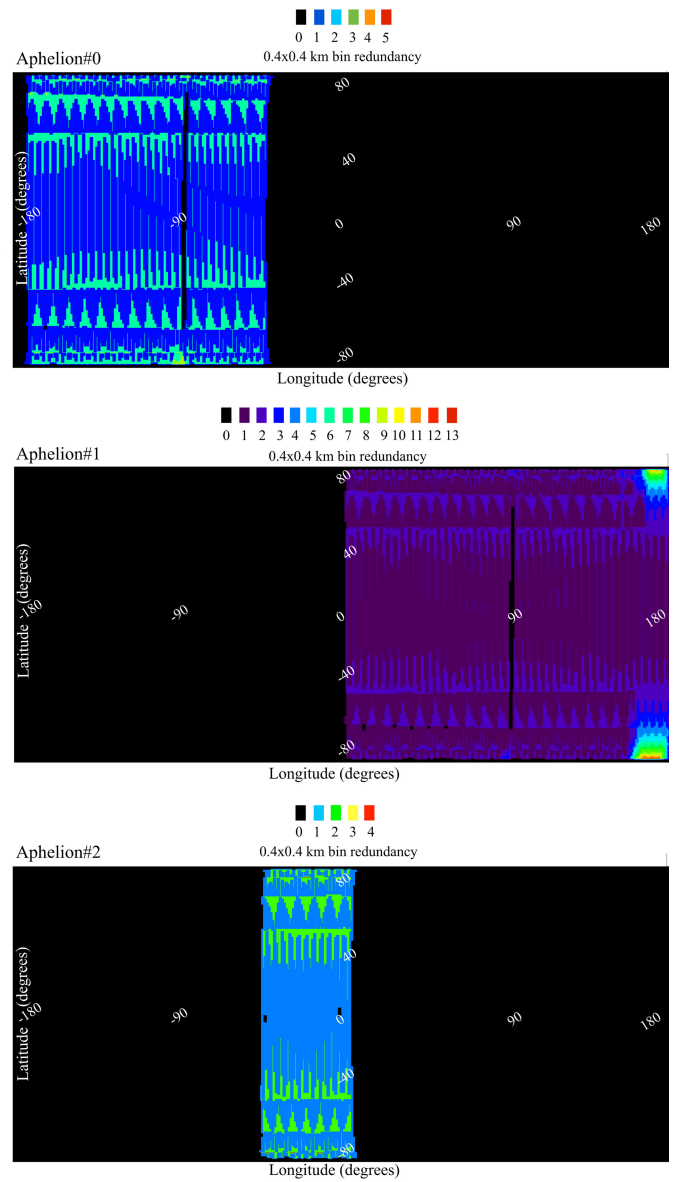 0 1 2 3 4 5
Aphelion#0
0.4x0.4 km bin redundancy
80
40
0
-40
-80
-180
-90
90
180
Latitude (degrees)
Longitude (degrees)
0 1 2 3 4 5 6 7 8 9 10 11 12 13
Aphelion#1
0.4x0.4 km bin redundancy
80
40
0
-40
-80
-180
-90
90
180
Latitude (degrees)
Longitude (degrees)
0 1 2 3 4
Aphelion#2
0.4x0.4 km bin redundancy
80
40
0
-40
-80
-180
-90
90
180
Latitude (degrees)
Longitude (degrees)